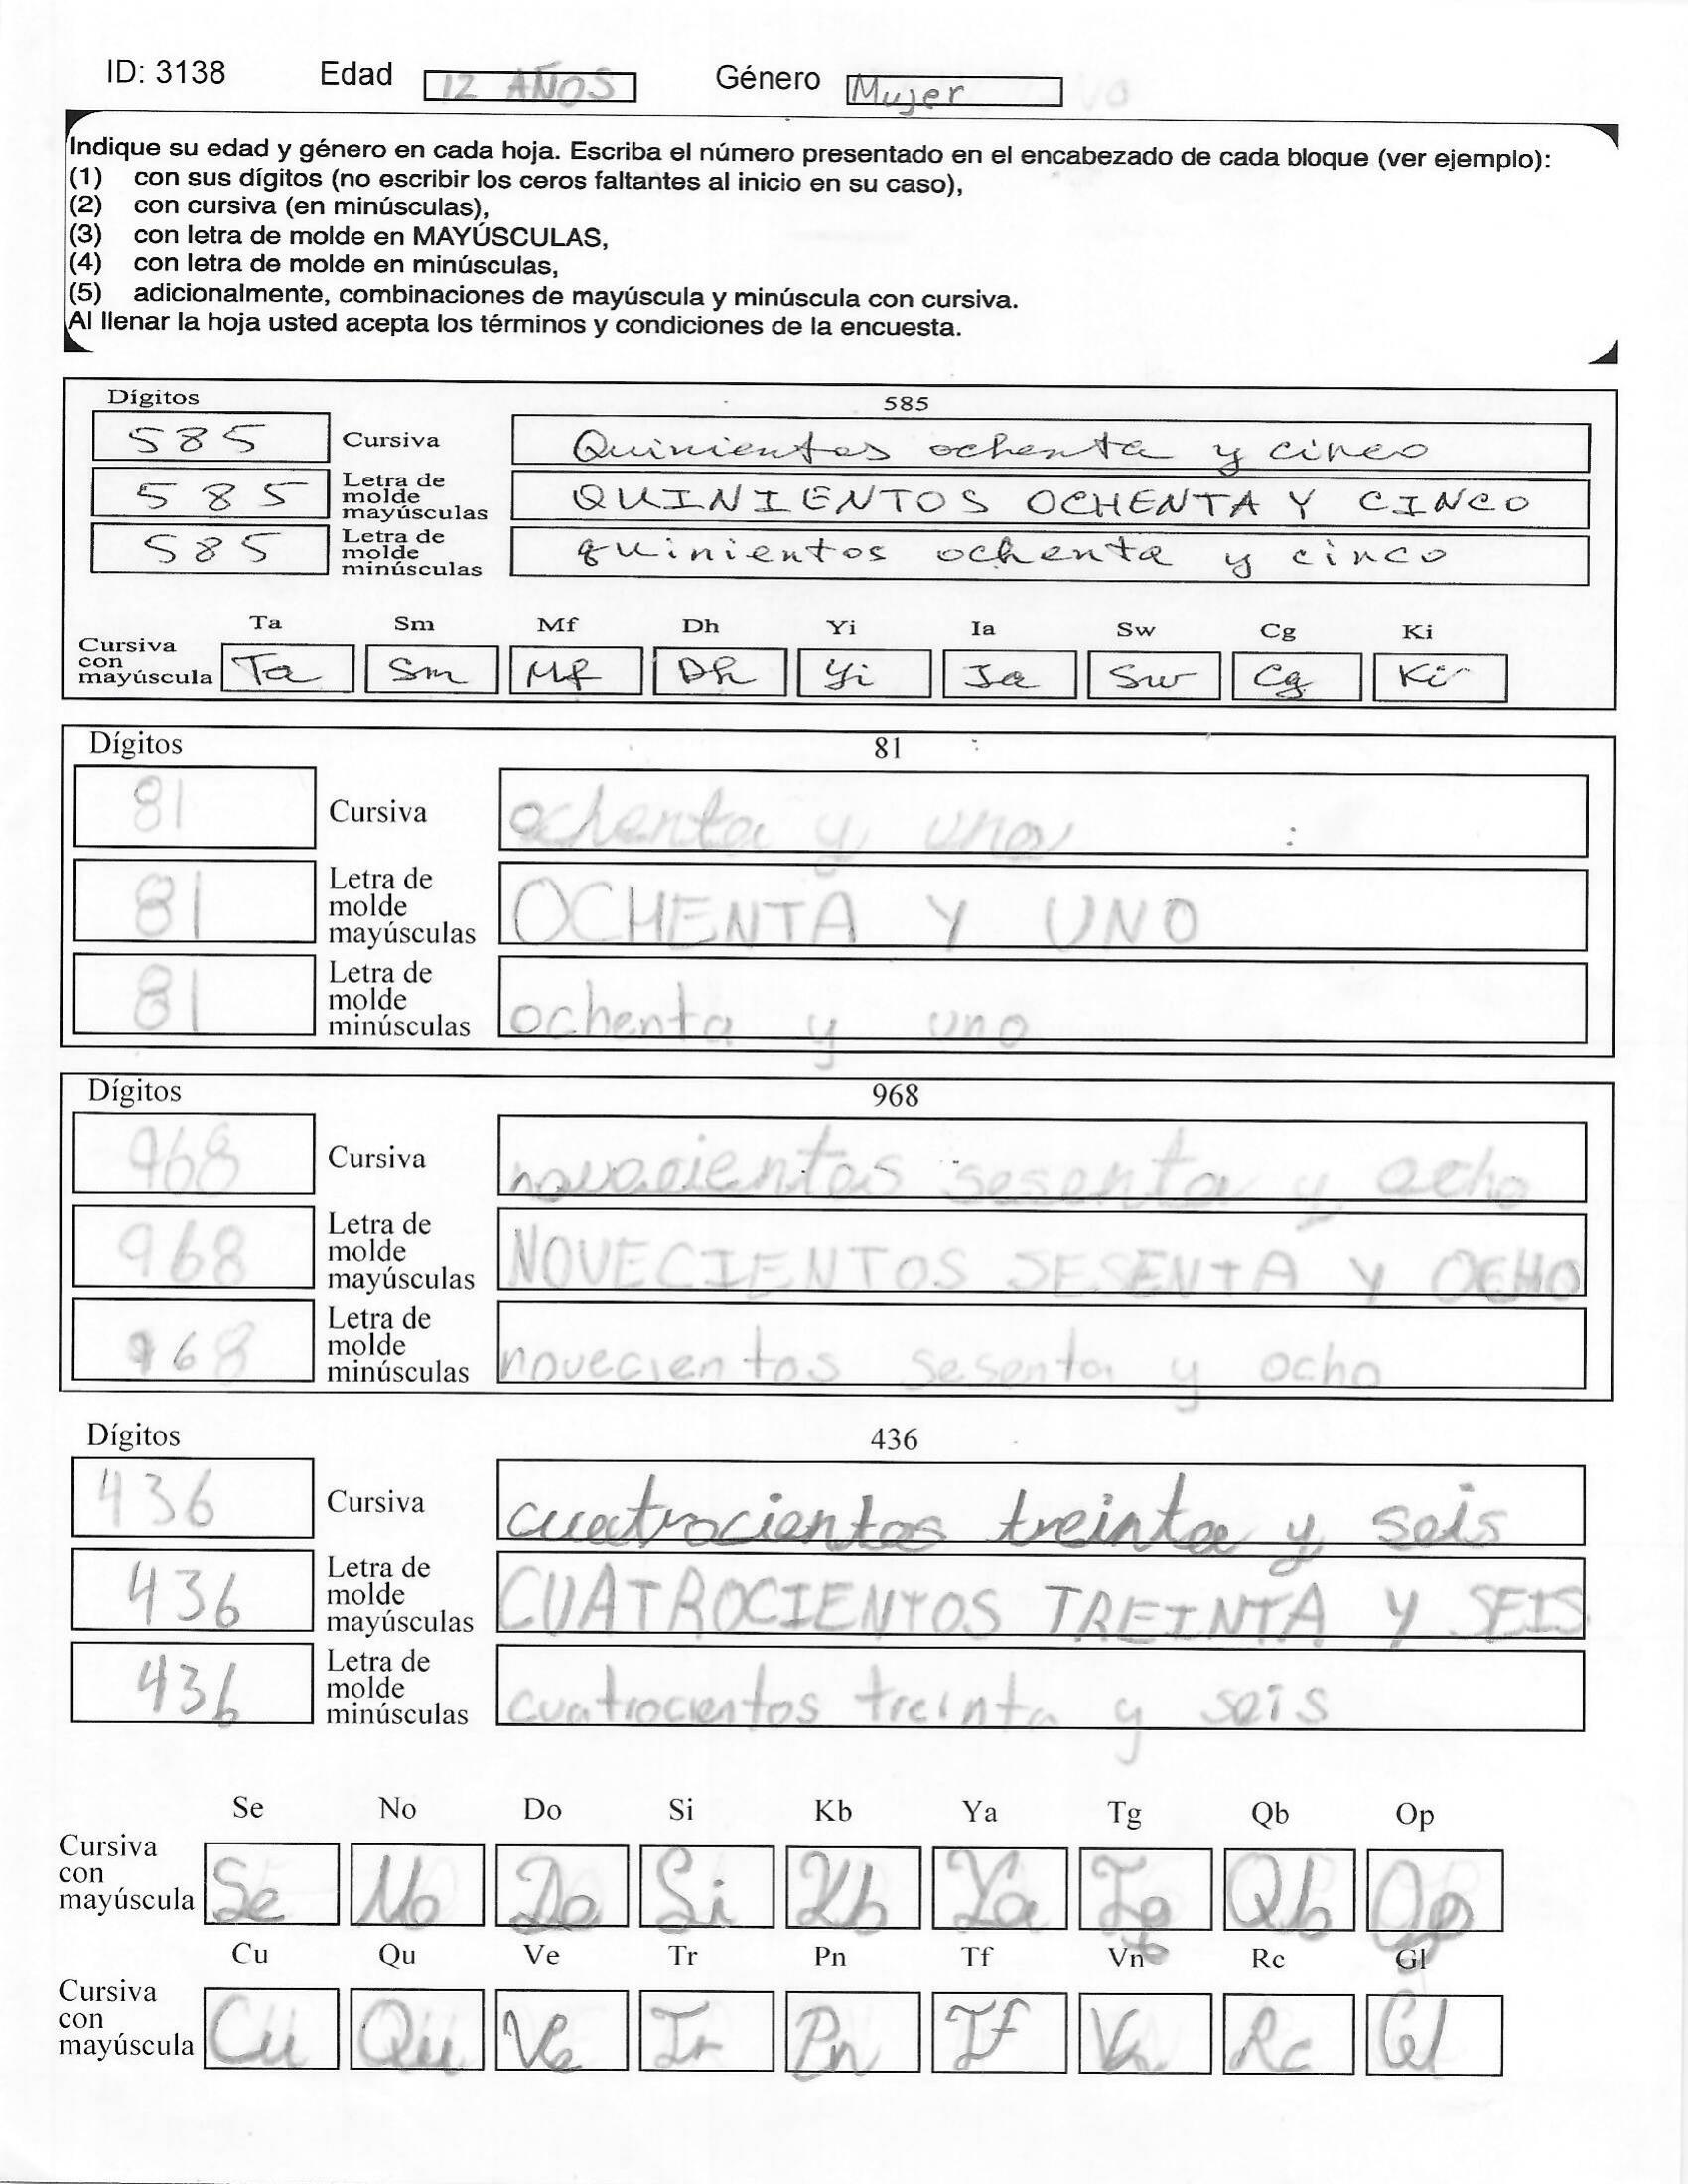 ID: 3138 Edad 12 AÑOS Género Mujer
Indique su edad y género en cada hoja. Escriba el número presentado en el encabezado de cada bloque (ver ejemplo):
(1) con sus dígitos (no escribir los ceros faltantes al inicio en su caso),
(2) con cursiva (en minúsculas),
(3) con letra de molde en MAYÚSCULAS,
(4) con letra de molde en minúsculas,
(5) adicionalmente, combinaciones de mayúscula y minúscula con cursiva.
Al llenar la hoja usted acepta los términos y condiciones de la encuesta.
Dígitos 585
585 Cursiva Quinientos ochenta y cinco
585 Letra de molde mayúsculas QUINIENTOS OCHENTA Y CINCO
585 Letra de molde minúsculas quinientos ochenta y cinco
Ta Sm Mf Dh Yi Ia Sw Cg Ki
Cursiva con mayúscula Ta Sm Mf Dh Yi Ia Sw Cg Ki
Dígitos 81
81 Cursiva ochenta y uno
81 Letra de molde mayúsculas OCHENTA Y UNO
81 Letra de molde minúsculas ochenta y uno
Dígitos 968
968 Cursiva novecientos sesenta y ocho
968 Letra de molde mayúsculas NOVECIENTOS SESENTA Y OCHO
968 Letra de molde minúsculas novecientos sesenta y ocho
Dígitos 436
436 Cursiva cuatrocientos treinta y seis
436 Letra de molde mayúsculas CUATROCIENTOS TREINTA Y SEIS
436 Letra de molde minúsculas cuatrocientos treinta y seis
Se No Do Si Kb Ya Tg Qb Op
Cursiva con mayúscula Se No Do Si Kb Ya Tg Qb Op
Cu Qu Ve Tr Pn Tf Vn Rc Gl
Cursiva con mayúscula Cu Qu Ve Tr Pn Tf Vn Rc Gl